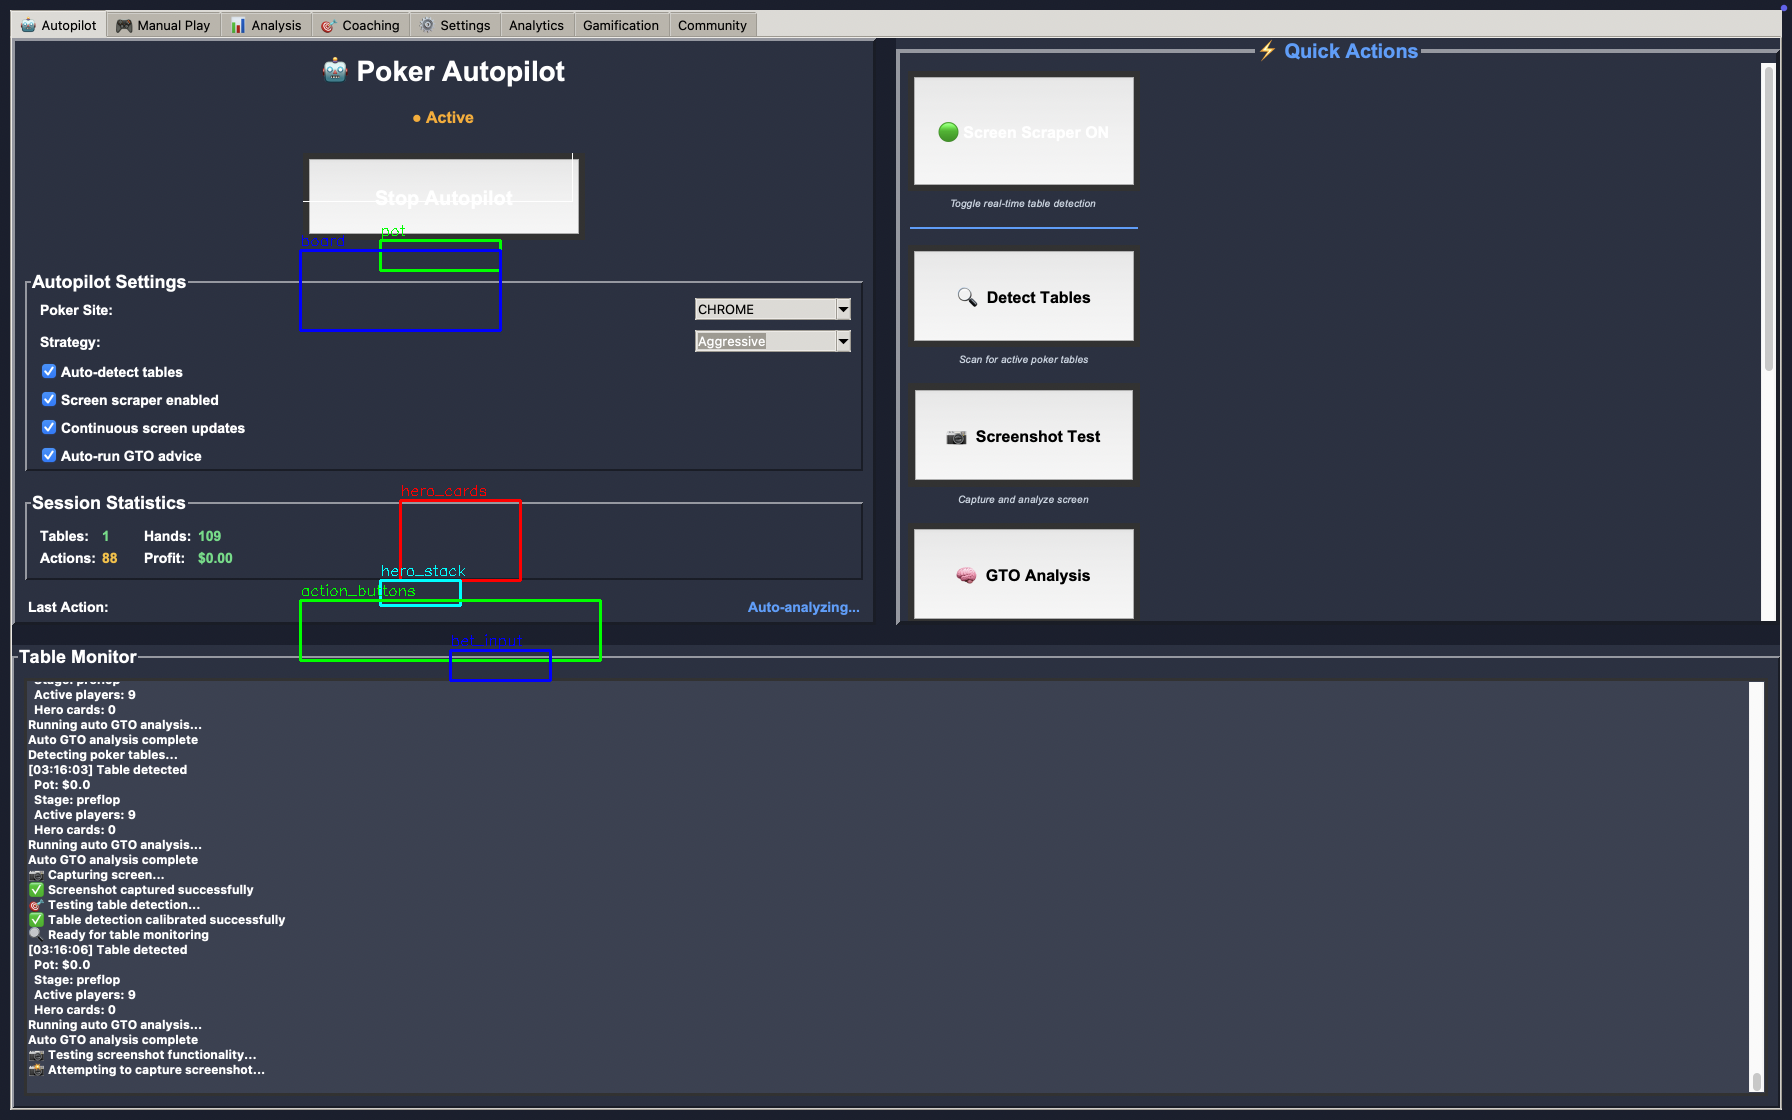 🤖 Autopilot
🎮 Manual Play
📊 Analysis
🎯 Coaching
⚙️ Settings
Analytics
Gamification
Community
🤖 Poker Autopilot
● Active
Stop Autopilot
pot
board
Autopilot Settings
Poker Site:
CHROME
Strategy:
Aggressive
Auto-detect tables
Screen scraper enabled
Continuous screen updates
Auto-run GTO advice
hero_cards
Session Statistics
Tables: 1 Hands: 109
Actions: 88 Profit: $0.00
hero_stack
action_buttons
Last Action:
Auto-analyzing...
bet_input
⚡ Quick Actions
🟢 Screen Scraper ON
Toggle real-time table detection
🔍 Detect Tables
Scan for active poker tables
📷 Screenshot Test
Capture and analyze screen
🧠 GTO Analysis
Table Monitor
Stage: preflop
Active players: 9
Hero cards: 0
Running auto GTO analysis...
Auto GTO analysis complete
Detecting poker tables...
[03:16:03] Table detected
Pot: $0.0
Stage: preflop
Active players: 9
Hero cards: 0
Running auto GTO analysis...
Auto GTO analysis complete
📷 Capturing screen...
✅ Screenshot captured successfully
🎯 Testing table detection...
✅ Table detection calibrated successfully
🔍 Ready for table monitoring
[03:16:06] Table detected
Pot: $0.0
Stage: preflop
Active players: 9
Hero cards: 0
Running auto GTO analysis...
Auto GTO analysis complete
📷 Testing screenshot functionality...
📸 Attempting to capture screenshot...